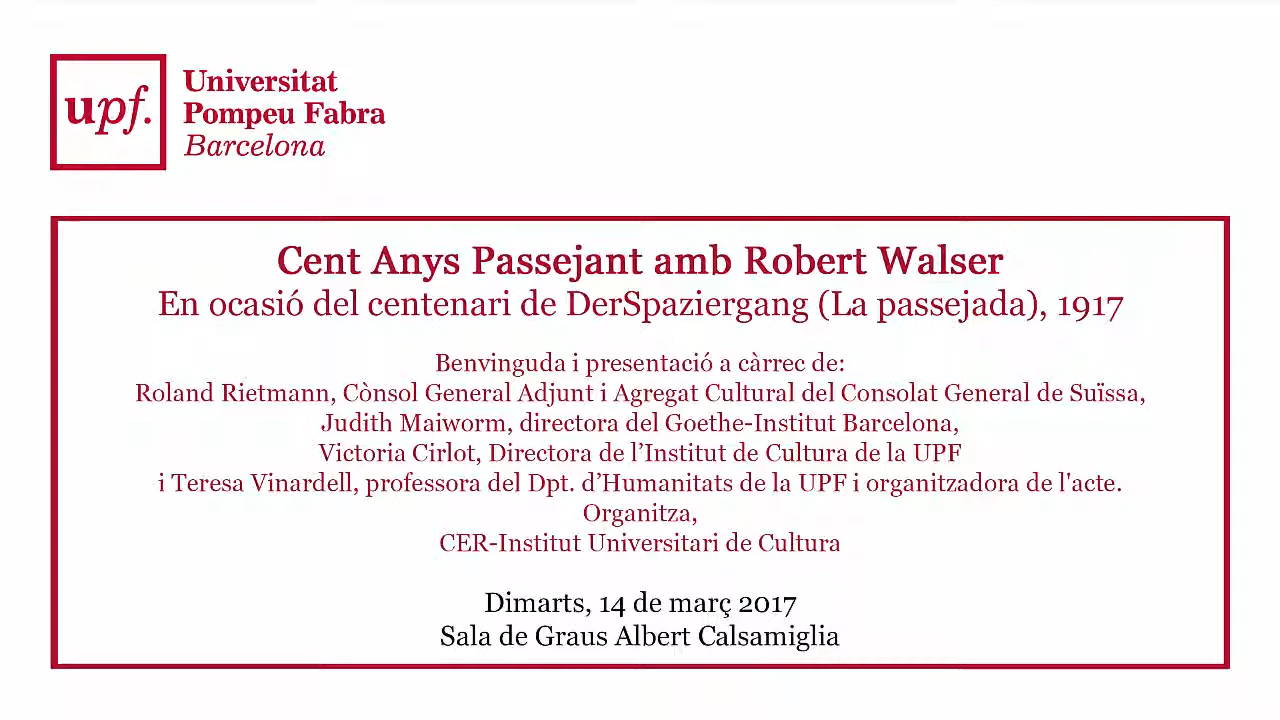 upf.
Universitat
Pompeu Fabra
Barcelona
Cent Anys Passejant amb Robert Walser
En ocasió del centenari de DerSpaziergang (La passejada), 1917
Benvinguda i presentació a càrrec de:
Roland Rietmann, Cònsol General Adjunt i Agregat Cultural del Consolat General de Suïssa,
Judith Maiworm, directora del Goethe-Institut Barcelona,
Victoria Cirlot, Directora de l’Institut de Cultura de la UPF
i Teresa Vinardell, professora del Dpt. d’Humanitats de la UPF i organitzadora de l'acte.
Organitza,
CER-Institut Universitari de Cultura
Dimarts, 14 de març 2017
Sala de Graus Albert Calsamiglia